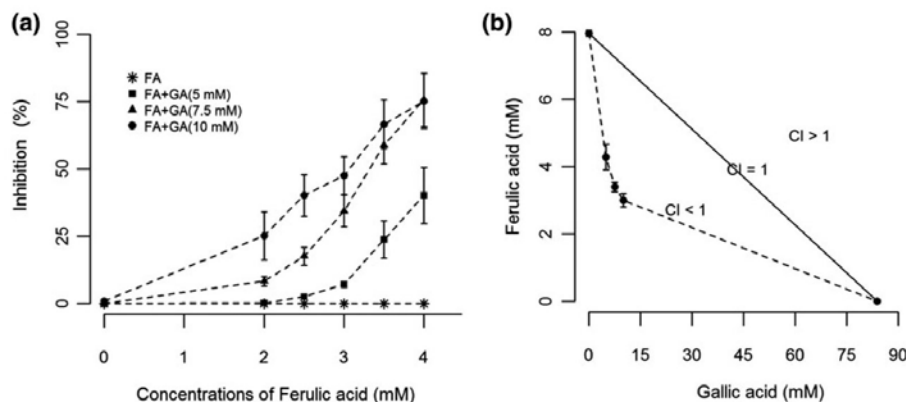 (a)
100
75
50
25
0
Inhibition (%)
FA
FA+GA(5 mM)
FA+GA(7.5 mM)
FA+GA(10 mM)
0 1 2 3 4
Concentrations of Ferulic acid (mM)
(b)
8
6
4
2
0
Ferulic acid (mM)
CI > 1
CI = 1
CI < 1
0 15 30 45 60 75 90
Gallic acid (mM)